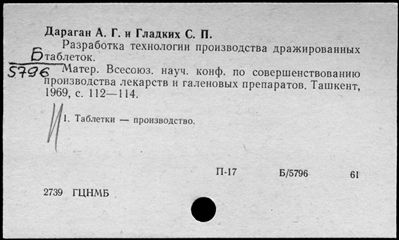 Дараган А. Г. и Гладких С. П.
Разработка технологии производства дражированных
Б таблеток.
5796 Матер. Всесоюз. науч. конф. по совершенствованию
производства лекарств и галеновых препаратов. Ташкент,
1969, с. 112—114.
1. Таблетки — производство.
П-17 Б/5796 61
2739 ГЦНМБ